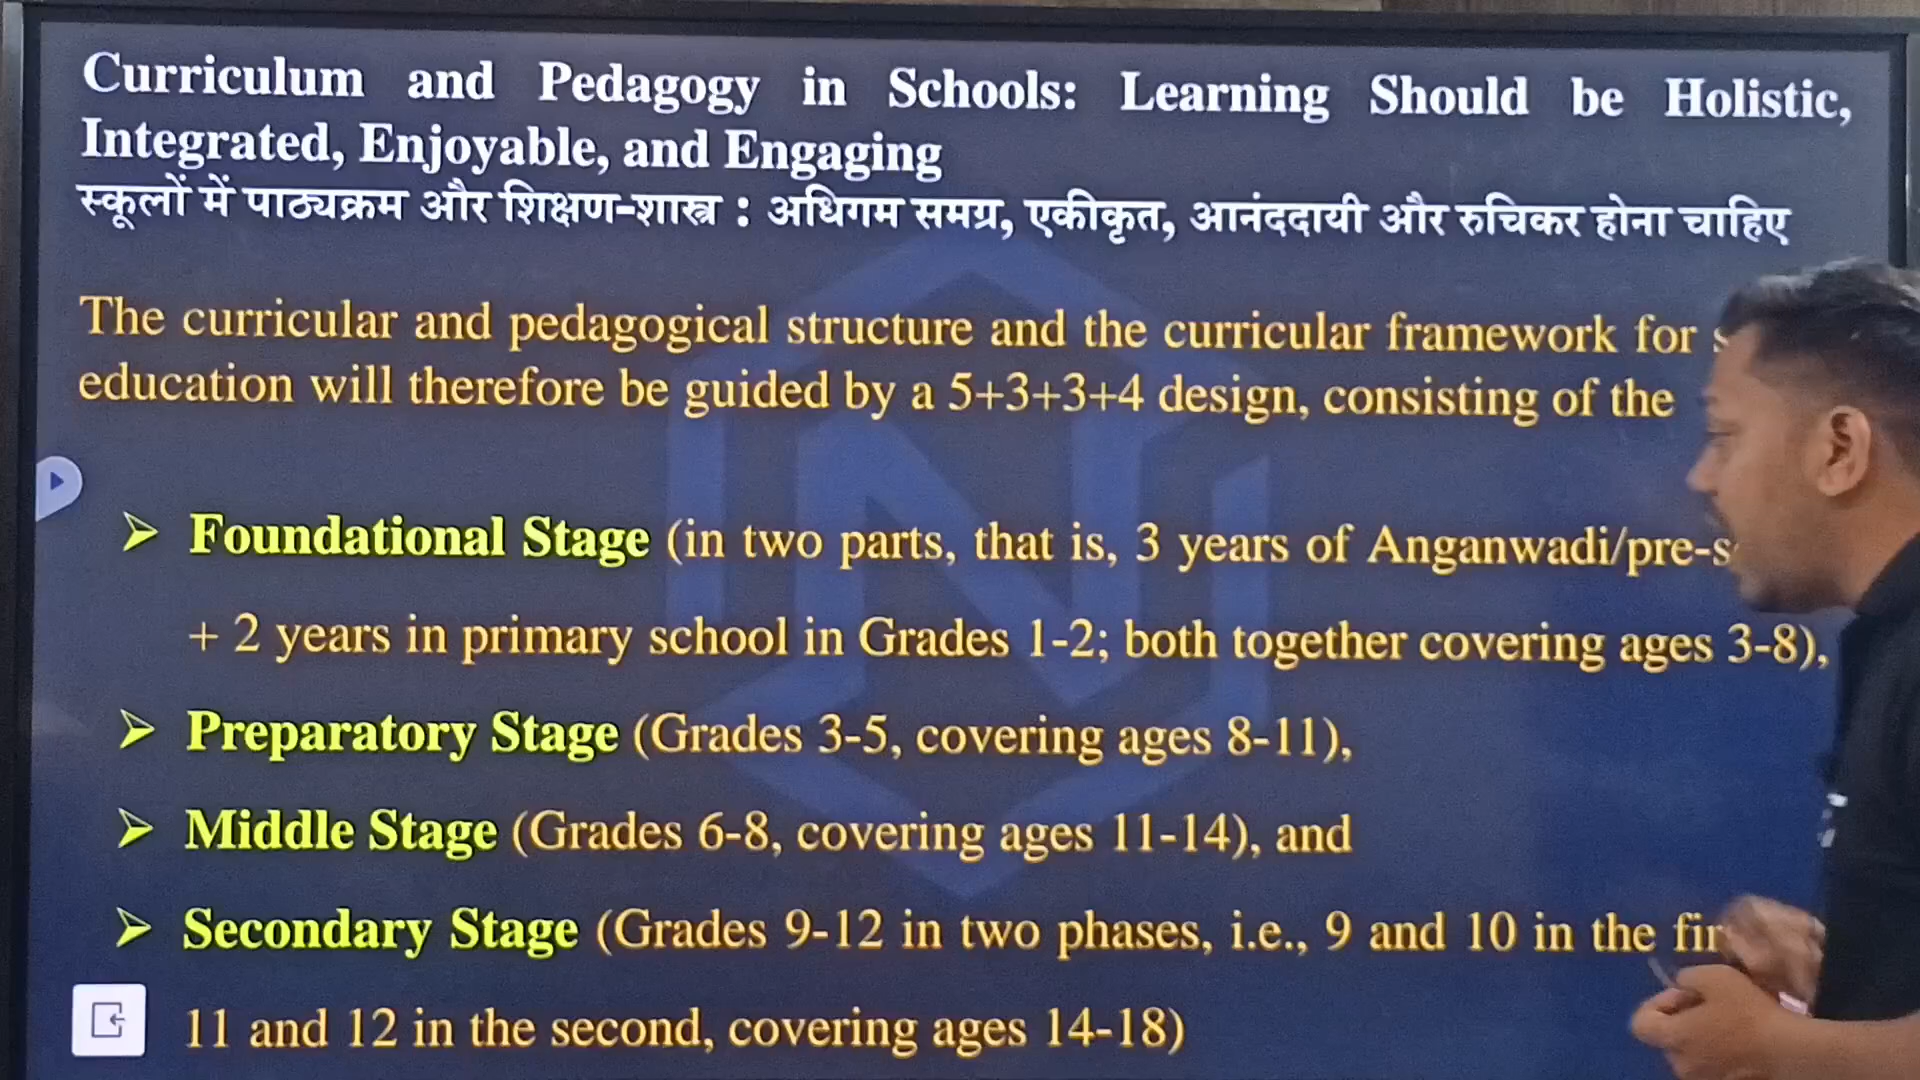 Curriculum and Pedagogy in Schools: Learning Should be Holistic,
Integrated, Enjoyable, and Engaging
स्कूलों में पाठ्यक्रम और शिक्षण-शास्त्र : अधिगम समग्र, एकीकृत, आनंददायी और रुचिकर होना चाहिए
The curricular and pedagogical structure and the curricular framework for
education will therefore be guided by a 5+3+3+4 design, consisting of the
➢ Foundational Stage (in two parts, that is, 3 years of Anganwadi/pre-s
+ 2 years in primary school in Grades 1-2; both together covering ages 3-8),
➢ Preparatory Stage (Grades 3-5, covering ages 8-11),
➢ Middle Stage (Grades 6-8, covering ages 11-14), and
➢ Secondary Stage (Grades 9-12 in two phases, i.e., 9 and 10 in the
11 and 12 in the second, covering ages 14-18)